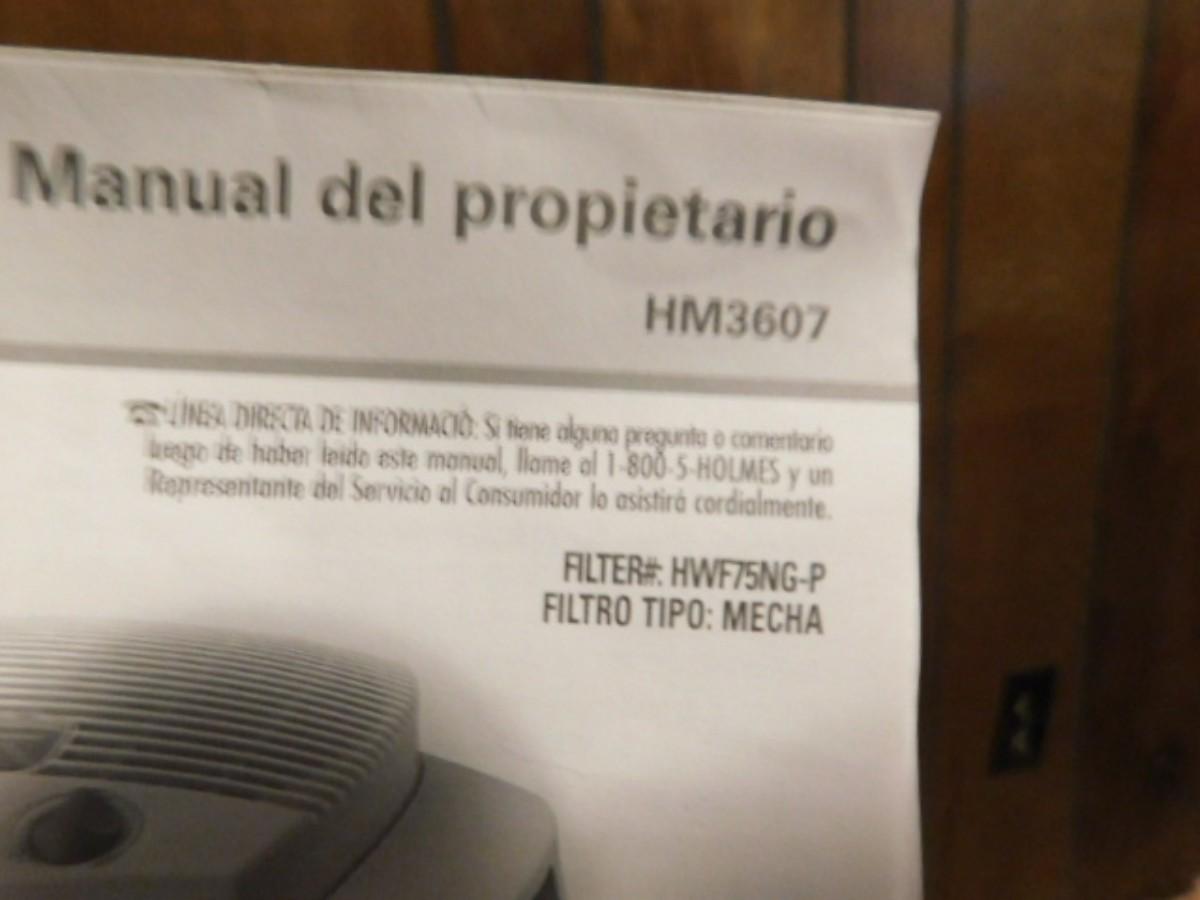 Manual del propietario
HM3607
LÍNEA DIRECTA DE INFORMACIÓ: Si tiene alguna pregunta o comentario
luego de haber leido este manual, llame al 1-800-5-HOLMES y un
Representante del Servicio al Consumidor lo asistirá cordialmente.
FILTER#: HWF75NG-P
FILTRO TIPO: MECHA